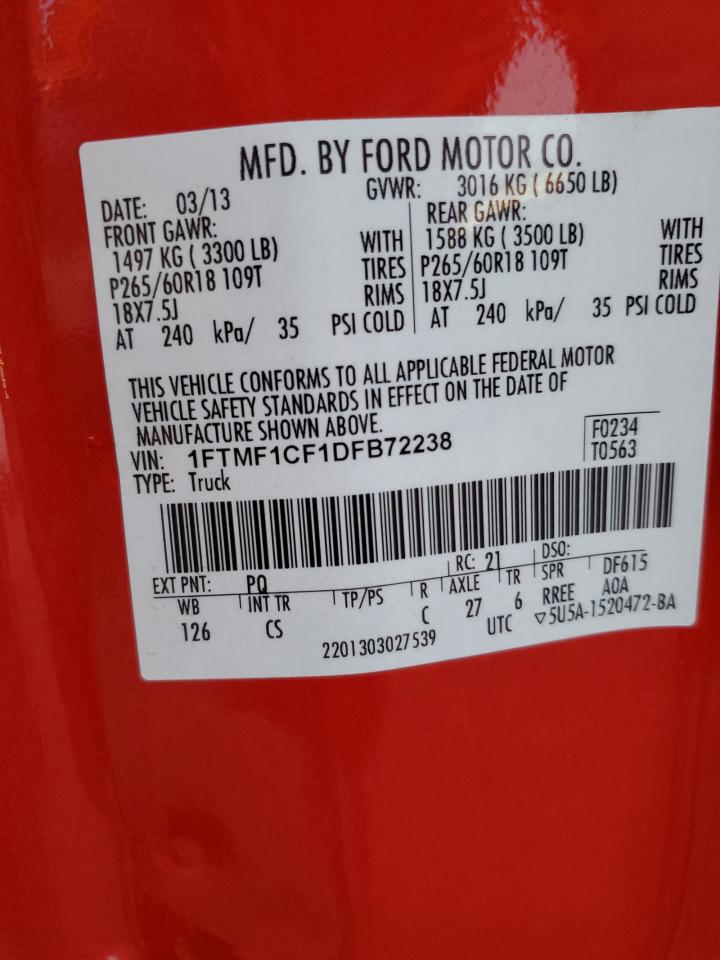 MFD. BY FORD MOTOR CO.
DATE: 03/13 GVWR: 3016 KG ( 6650 LB)
FRONT GAWR: REAR GAWR:
1497 KG ( 3300 LB) WITH 1588 KG ( 3500 LB) WITH
P265/60R18 109T TIRES P265/60R18 109T TIRES
18X7.5J RIMS 18X7.5J RIMS
AT 240 kPa/ 35 PSI COLD AT 240 kPa/ 35 PSI COLD
THIS VEHICLE CONFORMS TO ALL APPLICABLE FEDERAL MOTOR
VEHICLE SAFETY STANDARDS IN EFFECT ON THE DATE OF
MANUFACTURE SHOWN ABOVE.
VIN: 1FTMF1CF1DFB72238 F0234
TYPE: Truck T0563
EXT PNT: PQ RC: 21 DSO:
WB INT TR TP/PS R AXLE TR SPR DF615
126 CS C 27 6 RREE AOA
2201303027539 UTC ▽5U5A-1520472-BA